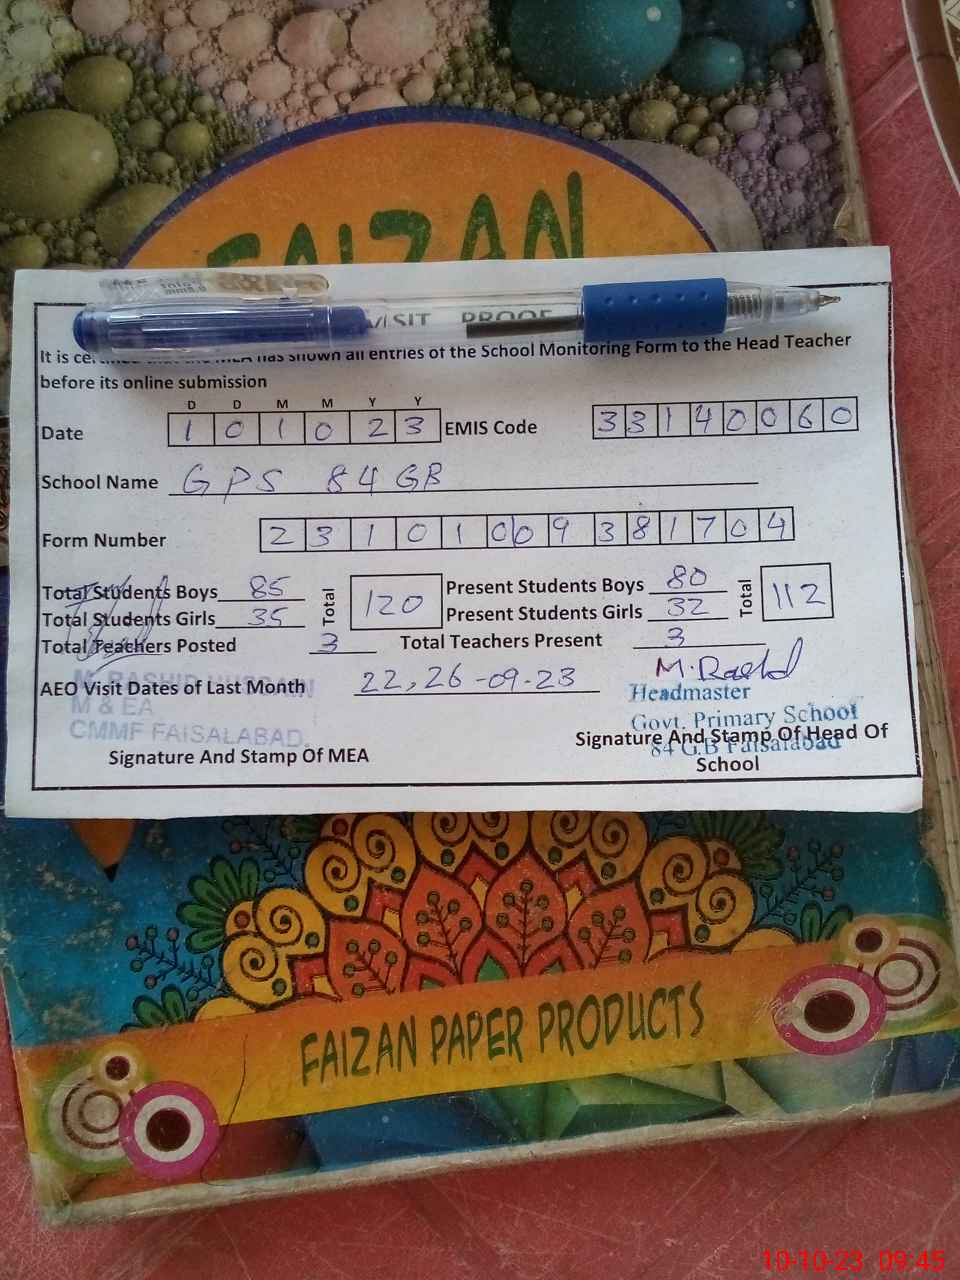 FAIZAN
VISIT PROOF
It is has shown all entries of the School Monitoring Form to the Head Teacher
before its online submission
D D M M Y Y
Date 1 0 1 0 2 3 EMIS Code 3 3 1 4 0 0 6 0
School Name GPS 84 GB
Form Number 2 3 1 0 1 0 0 9 3 8 1 7 0 4
Total Students Boys 85 Total 120 Present Students Boys 80 Total 112
Total Students Girls 35 Present Students Girls 32
Total Teachers Posted 3 Total Teachers Present 3
M. Rashid
AEO Visit Dates of Last Month 22, 26-09-23
M. RASHID HUSSAIN
M & EA
CMMF FAISALABAD.
Signature And Stamp Of MEA
Headmaster
Govt. Primary School
84 G.B Faisalabad
Signature And Stamp Of Head Of
School
FAIZAN PAPER PRODUCTS
10-10-23 09:45